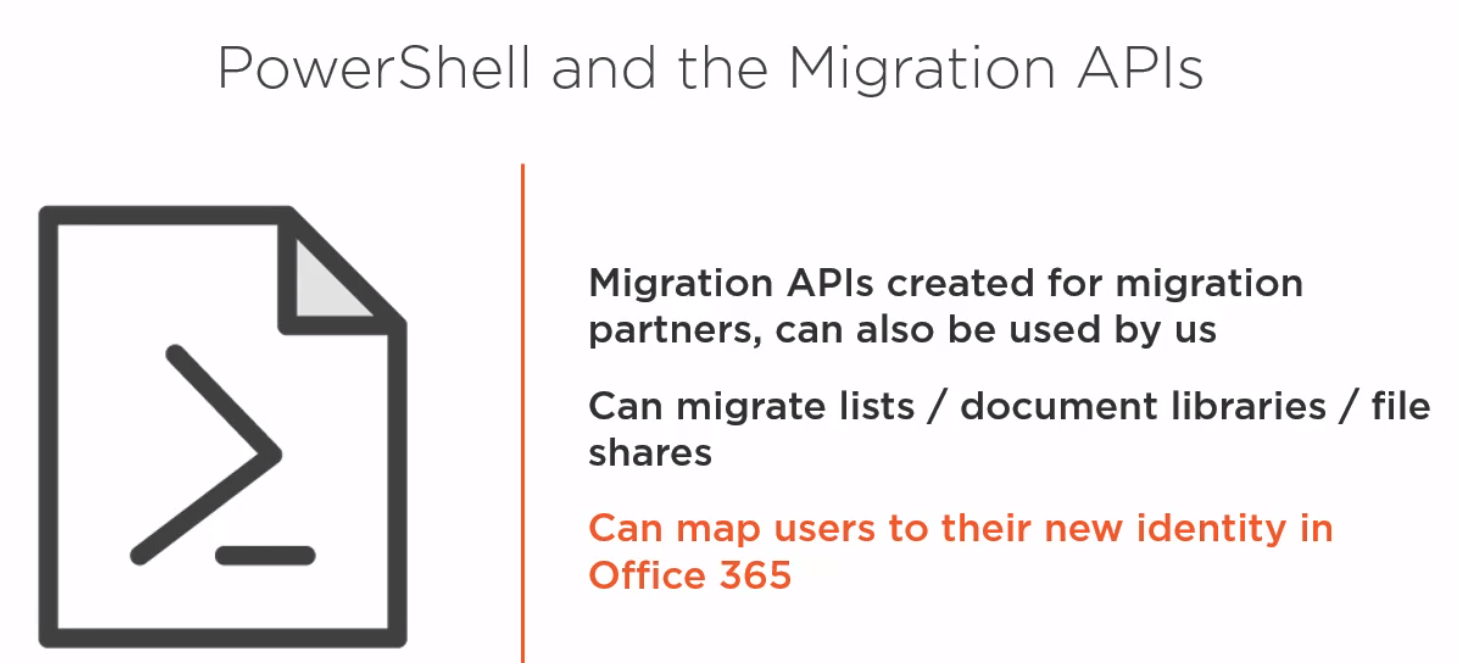 PowerShell and the Migration APIs
Migration APIs created for migration
partners, can also be used by us
Can migrate lists / document libraries / file
shares
Can map users to their new identity in
Office 365